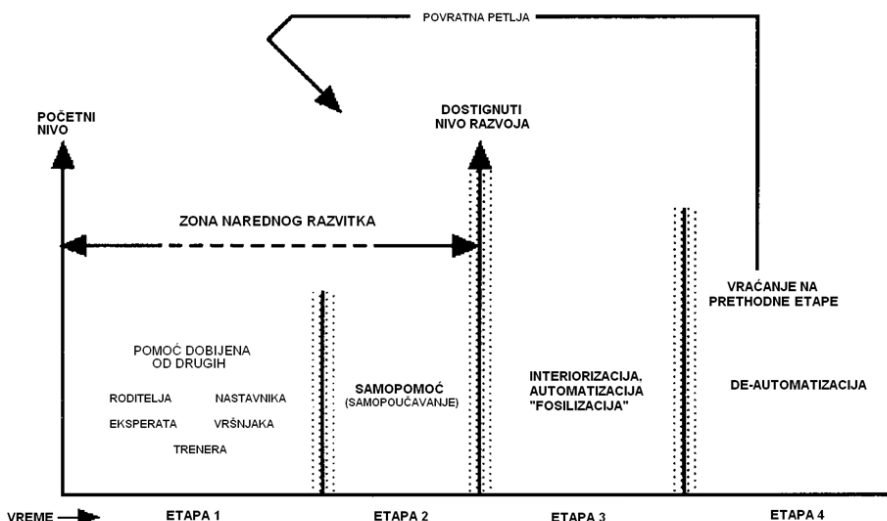 POVRATNA PETLJA
POČETNI
NIVO
DOSTIGNUTI
NIVO RAZVOJA
ZONA NAREDNOG RAZVITKA
VRAĆANJE NA
PRETHODNE ETAPE
POMOĆ DOBIJENA
OD DRUGIH
RODITELJA NASTAVNIKA
EKSPERATA VRŠNJAKA
TRENERA
SAMOPOMOĆ
(SAMOPOUČAVANJE)
INTERIORIZACIJA,
AUTOMATIZACIJA
"FOSILIZACIJA"
DE-AUTOMATIZACIJA
VREME ETAPA 1 ETAPA 2 ETAPA 3 ETAPA 4